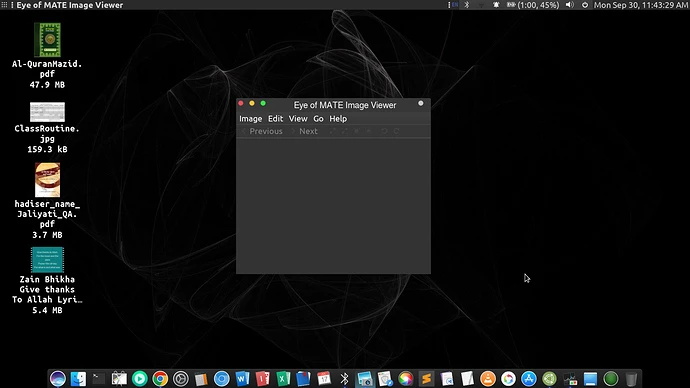 Eye of MATE Image Viewer
(1:00, 45%)
Mon Sep 30, 11:43:29 AM
Al-QuranMazid.
pdf
47.9 MB
ClassRoutine.
jpg
159.3 kB
hadiser_name_
Jaliyati_QA.
pdf
3.7 MB
Zain Bhikha
Give thanks
To Allah Lyri...
5.4 MB
Eye of MATE Image Viewer
Image Edit View Go Help
Previous Next